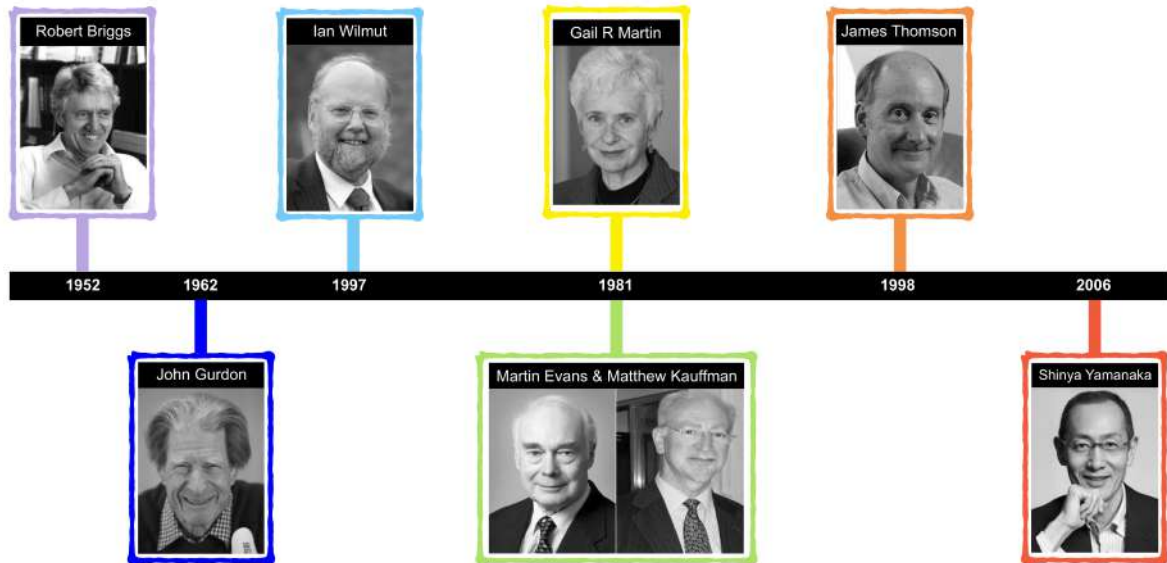 Robert Briggs
Ian Wilmut
Gail R Martin
James Thomson
1952
1962
1997
1981
1998
2006
John Gurdon
Martin Evans & Matthew Kauffman
Shinya Yamanaka